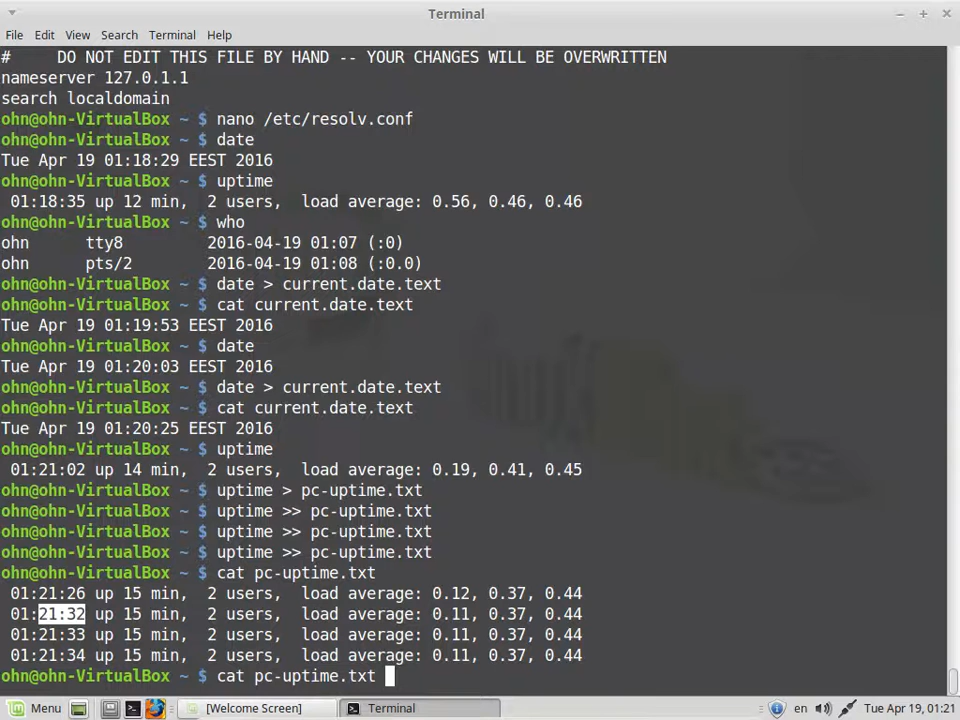 Terminal
File Edit View Search Terminal Help
#     DO NOT EDIT THIS FILE BY HAND -- YOUR CHANGES WILL BE OVERWRITTEN
nameserver 127.0.1.1
search localdomain
ohn@ohn-VirtualBox ~ $ nano /etc/resolv.conf
ohn@ohn-VirtualBox ~ $ date
Tue Apr 19 01:18:29 EEST 2016
ohn@ohn-VirtualBox ~ $ uptime
 01:18:35 up 12 min,  2 users,  load average: 0.56, 0.46, 0.46
ohn@ohn-VirtualBox ~ $ who
ohn      tty8         2016-04-19 01:07 (:0)
ohn      pts/2        2016-04-19 01:08 (:0.0)
ohn@ohn-VirtualBox ~ $ date > current.date.text
ohn@ohn-VirtualBox ~ $ cat current.date.text
Tue Apr 19 01:19:53 EEST 2016
ohn@ohn-VirtualBox ~ $ date
Tue Apr 19 01:20:03 EEST 2016
ohn@ohn-VirtualBox ~ $ date > current.date.text
ohn@ohn-VirtualBox ~ $ cat current.date.text
Tue Apr 19 01:20:25 EEST 2016
ohn@ohn-VirtualBox ~ $ uptime
 01:21:02 up 14 min,  2 users,  load average: 0.19, 0.41, 0.45
ohn@ohn-VirtualBox ~ $ uptime > pc-uptime.txt
ohn@ohn-VirtualBox ~ $ uptime >> pc-uptime.txt
ohn@ohn-VirtualBox ~ $ uptime >> pc-uptime.txt
ohn@ohn-VirtualBox ~ $ uptime >> pc-uptime.txt
ohn@ohn-VirtualBox ~ $ cat pc-uptime.txt
 01:21:26 up 15 min,  2 users,  load average: 0.12, 0.37, 0.44
 01:21:32 up 15 min,  2 users,  load average: 0.11, 0.37, 0.44
 01:21:33 up 15 min,  2 users,  load average: 0.11, 0.37, 0.44
 01:21:34 up 15 min,  2 users,  load average: 0.11, 0.37, 0.44
ohn@ohn-VirtualBox ~ $ cat pc-uptime.txt
Menu [Welcome Screen] Terminal en Tue Apr 19, 01:21